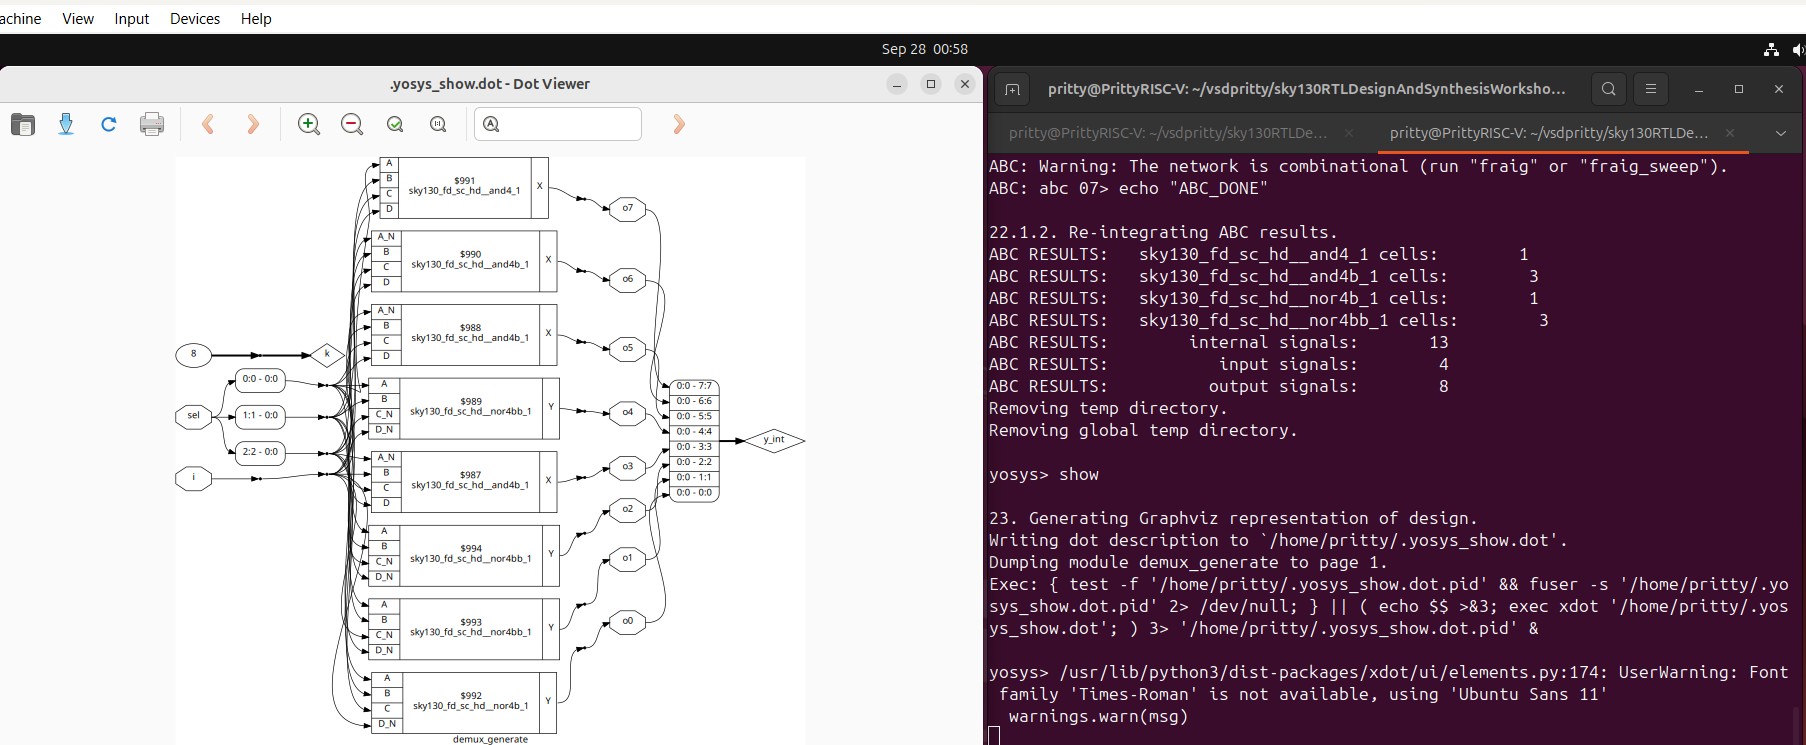 achine View Input Devices Help
Sep 28 00:58
.yosys_show.dot - Dot Viewer
A
B
C
D
$991
sky130_fd_sc_hd__and4_1
X
o7
A_N
B
C
D
$990
sky130_fd_sc_hd__and4b_1
X
o6
A_N
B
C
D
$988
sky130_fd_sc_hd__and4b_1
X
o5
8
k
0:0 - 0:0
sel
1:1 - 0:0
2:2 - 0:0
i
A
B
C_N
D_N
$989
sky130_fd_sc_hd__nor4bb_1
Y
o4
A_N
B
C
D
$987
sky130_fd_sc_hd__and4b_1
X
o3
o2
A
B
C_N
D_N
$994
sky130_fd_sc_hd__nor4bb_1
Y
o1
A
B
C_N
D_N
$993
sky130_fd_sc_hd__nor4bb_1
Y
o0
A
B
C
D_N
$992
sky130_fd_sc_hd__nor4b_1
Y
0:0 - 7:7
0:0 - 6:6
0:0 - 5:5
0:0 - 4:4
0:0 - 3:3
0:0 - 2:2
0:0 - 1:1
0:0 - 0:0
y_int
demux_generate
pritty@PrittyRISC-V: ~/vsdpritty/sky130RTLDesignAndSynthesisWorksho...
pritty@PrittyRISC-V: ~/vsdpritty/sky130RTLDe...
pritty@PrittyRISC-V: ~/vsdpritty/sky130RTLDe...
ABC: Warning: The network is combinational (run "fraig" or "fraig_sweep").
ABC: abc 07> echo "ABC_DONE"
22.1.2. Re-integrating ABC results.
ABC RESULTS: sky130_fd_sc_hd__and4_1 cells: 1
ABC RESULTS: sky130_fd_sc_hd__and4b_1 cells: 3
ABC RESULTS: sky130_fd_sc_hd__nor4b_1 cells: 1
ABC RESULTS: sky130_fd_sc_hd__nor4bb_1 cells: 3
ABC RESULTS: internal signals: 13
ABC RESULTS: input signals: 4
ABC RESULTS: output signals: 8
Removing temp directory.
Removing global temp directory.
yosys> show
23. Generating Graphviz representation of design.
Writing dot description to `/home/pritty/.yosys_show.dot'.
Dumping module demux_generate to page 1.
Exec: { test -f '/home/pritty/.yosys_show.dot.pid' && fuser -s '/home/pritty/.yo
sys_show.dot.pid' 2> /dev/null; } || ( echo $$ >&3; exec xdot '/home/pritty/.yos
ys_show.dot'; ) 3> '/home/pritty/.yosys_show.dot.pid' &
yosys> /usr/lib/python3/dist-packages/xdot/ui/elements.py:174: UserWarning: Font
family 'Times-Roman' is not available, using 'Ubuntu Sans 11'
warnings.warn(msg)